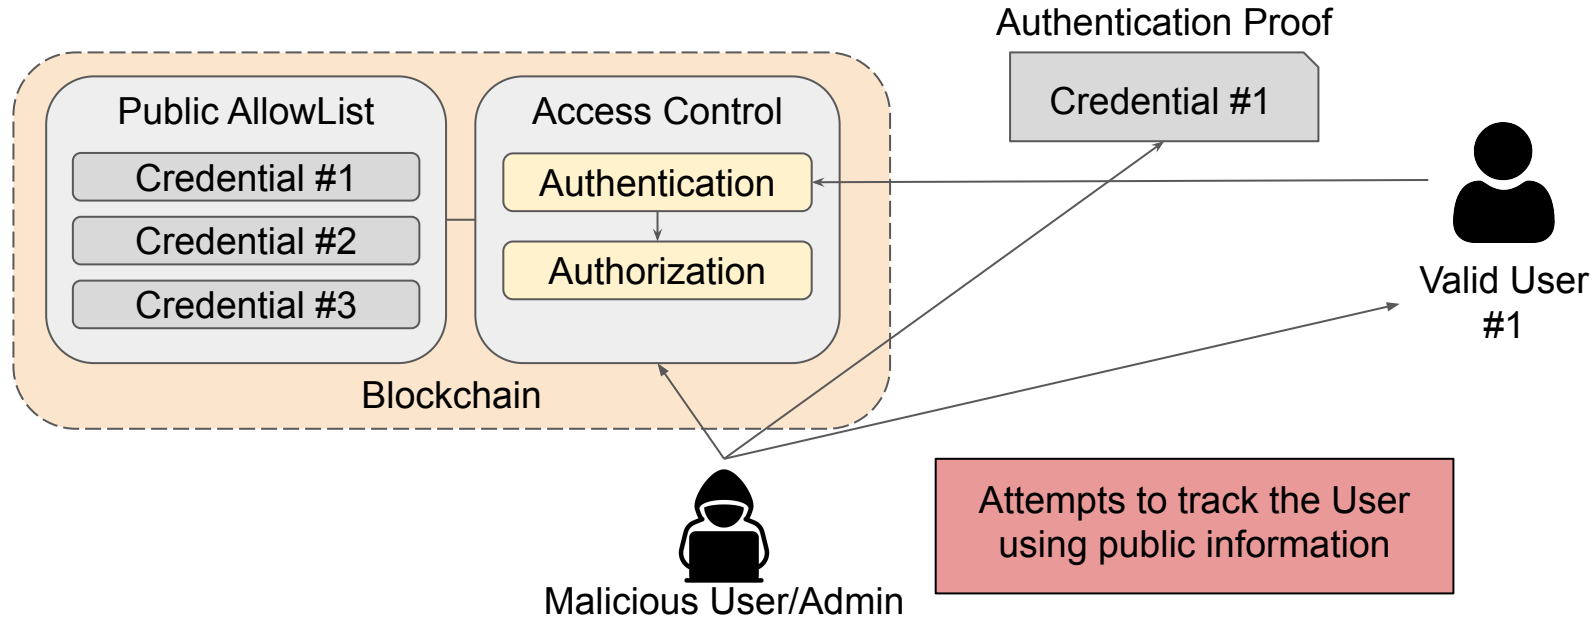 Authentication Proof
Credential #1
Public AllowList
Credential #1
Credential #2
Credential #3
Access Control
Authentication
Authorization
Blockchain
Valid User
#1
Attempts to track the User
using public information
Malicious User/Admin